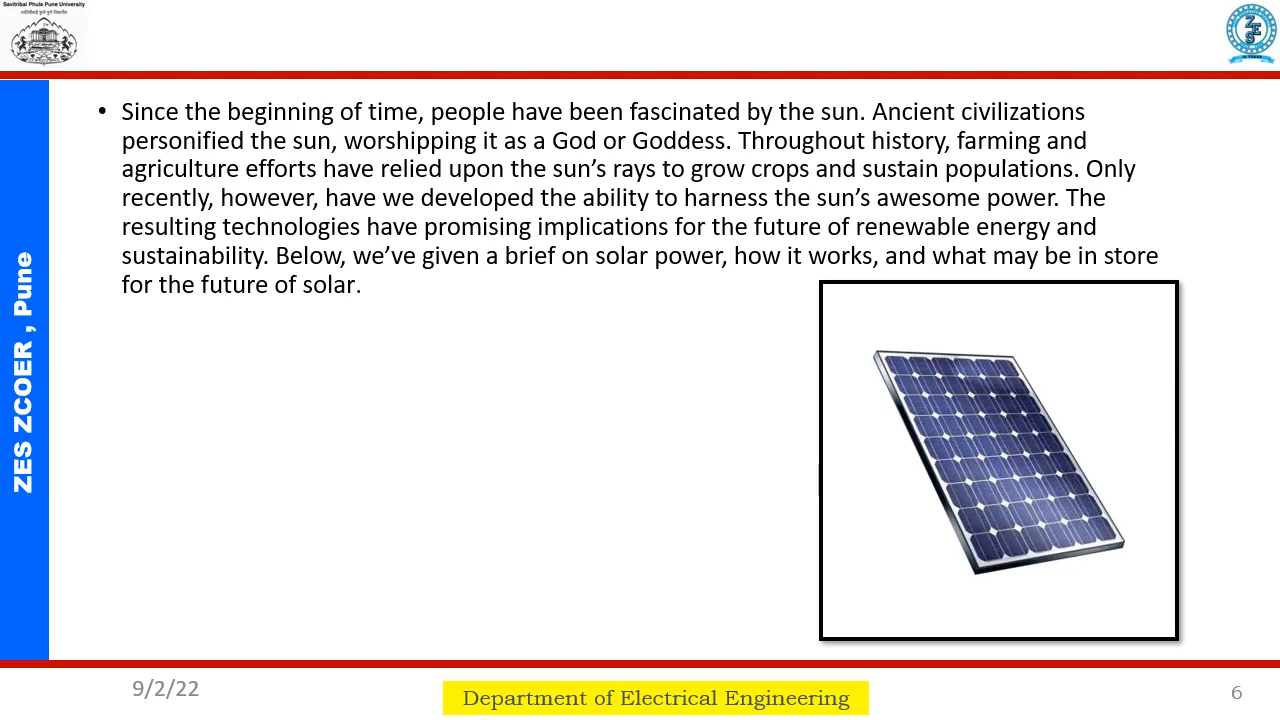 Savitribai Phule Pune University
ZES
• Since the beginning of time, people have been fascinated by the sun. Ancient civilizations
personified the sun, worshipping it as a God or Goddess. Throughout history, farming and
agriculture efforts have relied upon the sun’s rays to grow crops and sustain populations. Only
recently, however, have we developed the ability to harness the sun’s awesome power. The
resulting technologies have promising implications for the future of renewable energy and
sustainability. Below, we’ve given a brief on solar power, how it works, and what may be in store
for the future of solar.
ZES ZCOER , Pune
9/2/22
Department of Electrical Engineering
6